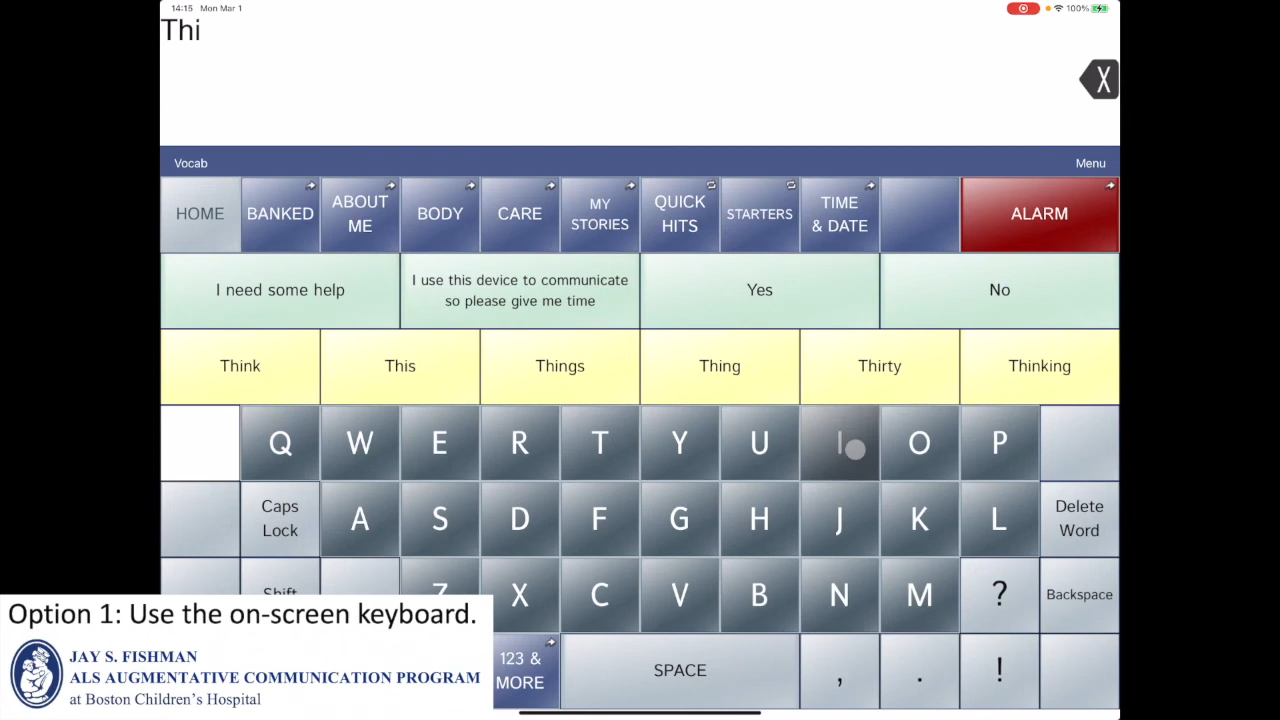 14:15 Mon Mar 1
100%
Thi
X
Vocab
Menu
HOME
BANKED
ABOUT
ME
BODY
CARE
MY
STORIES
QUICK
HITS
STARTERS
TIME
& DATE
ALARM
I need some help
I use this device to communicate
so please give me time
Yes
No
Think
This
Things
Thing
Thirty
Thinking
Q W E R T Y U I O P
Caps
Lock
A S D F G H J K L
Delete
Word
Shift
Z X C V B N M ?
Backspace
123 &
MORE
SPACE
, . !
Option 1: Use the on-screen keyboard.
JAY S. FISHMAN
ALS AUGMENTATIVE COMMUNICATION PROGRAM
at Boston Children's Hospital